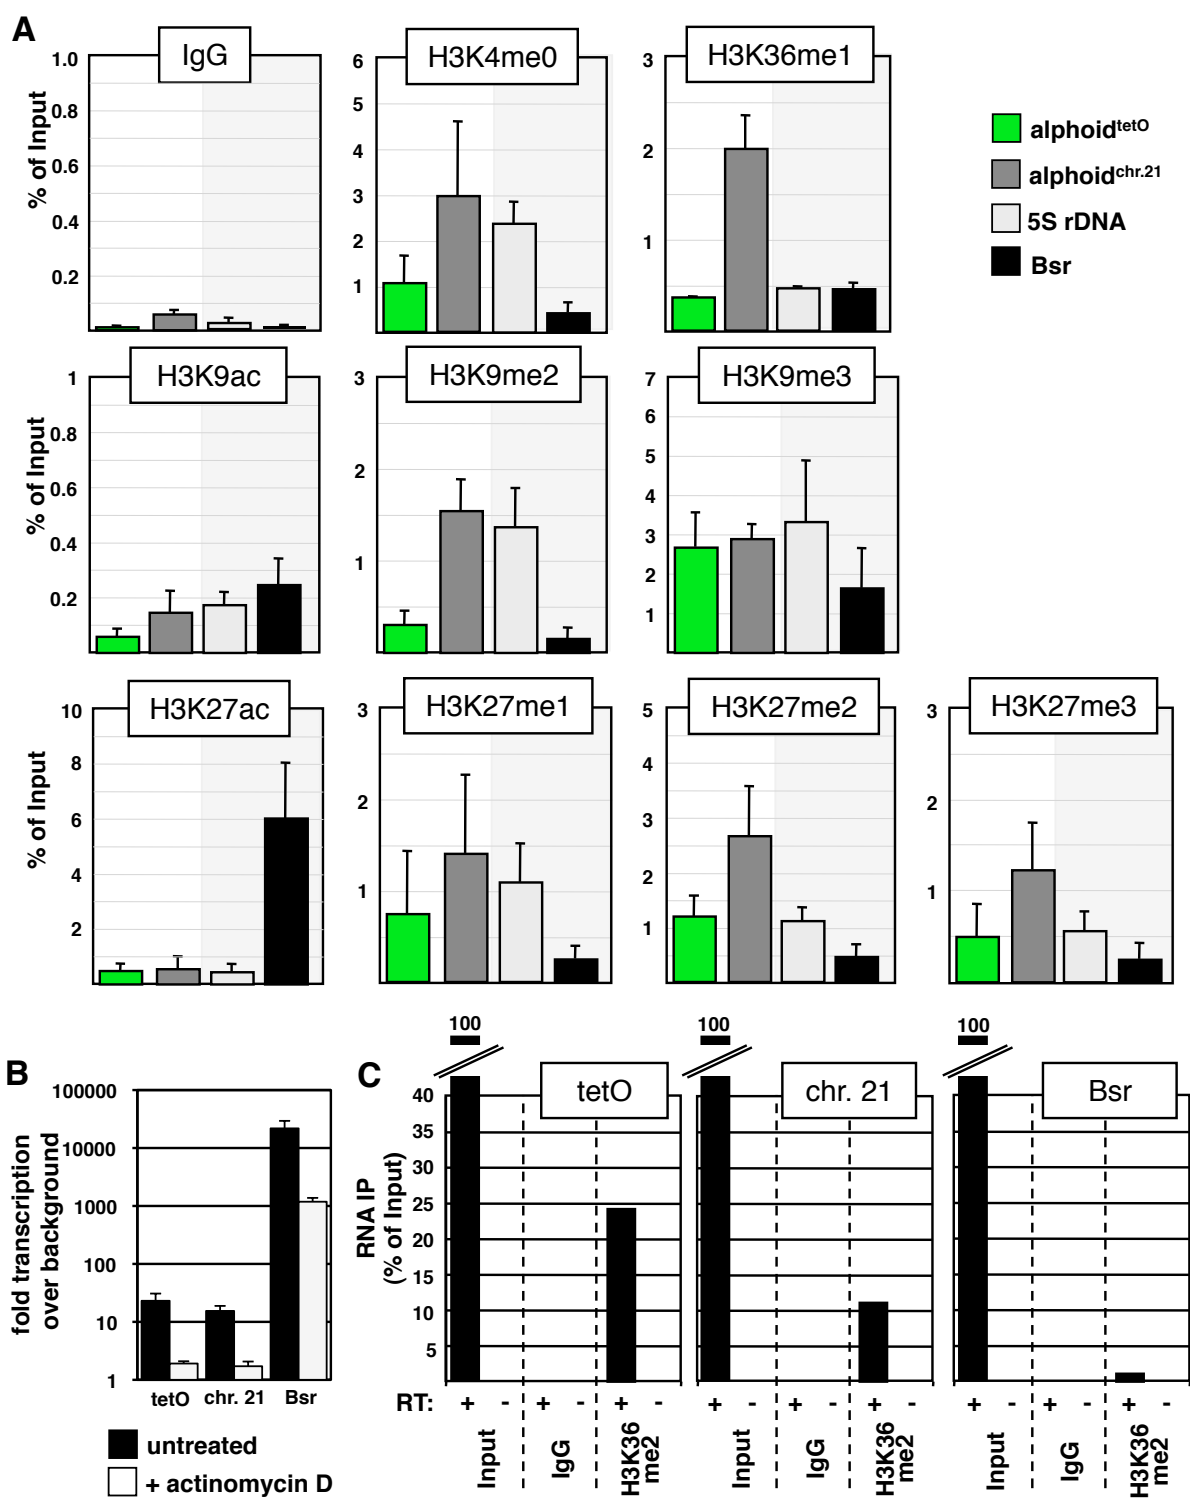 A
IgG
% of Input
1.0
0.8
0.6
0.4
0.2
H3K4me0
6
5
4
3
2
1
H3K36me1
3
2
1
alphoidtetO
alphoidchr.21
5S rDNA
Bsr
H3K9ac
% of Input
1
0.8
0.6
0.4
0.2
H3K9me2
3
2
1
H3K9me3
7
6
5
4
3
2
1
H3K27ac
% of Input
10
8
6
4
2
H3K27me1
3
2
1
H3K27me2
5
4
3
2
1
H3K27me3
3
2
1
B
fold transcription
over background
100000
10000
1000
100
10
1
tetO chr. 21 Bsr
untreated
+ actinomycin D
C
RNA IP
(% of Input)
100
40
35
30
25
20
15
10
5
tetO
100
chr. 21
100
Bsr
RT: + - + - + - + - + - + - + - + - + -
Input IgG H3K36 me2 Input IgG H3K36 me2 Input IgG H3K36 me2